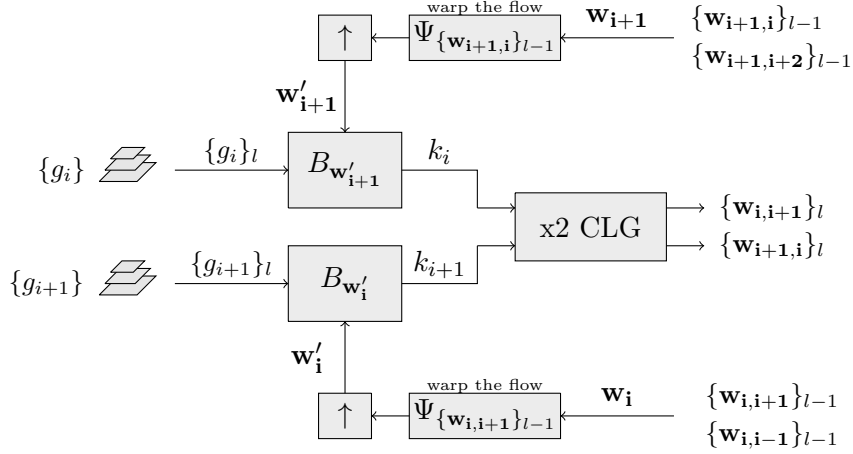 warp the flow
↑
Ψ_{\{w_{i+1,i}\}_{l−1}}
w_{i+1}
{w_{i+1,i}}_{l−1}
{w_{i+1,i+2}}_{l−1}
w′_{i+1}
{g_i}
{g_i}_l
B_{w′_{i+1}}
k_i
x2 CLG
{w_{i,i+1}}_l
{w_{i+1,i}}_l
{g_{i+1}}
{g_{i+1}}_l
B_{w′_i}
k_{i+1}
w′_i
warp the flow
↑
Ψ_{\{w_{i,i+1}\}_{l−1}}
w_i
{w_{i,i+1}}_{l−1}
{w_{i,i−1}}_{l−1}